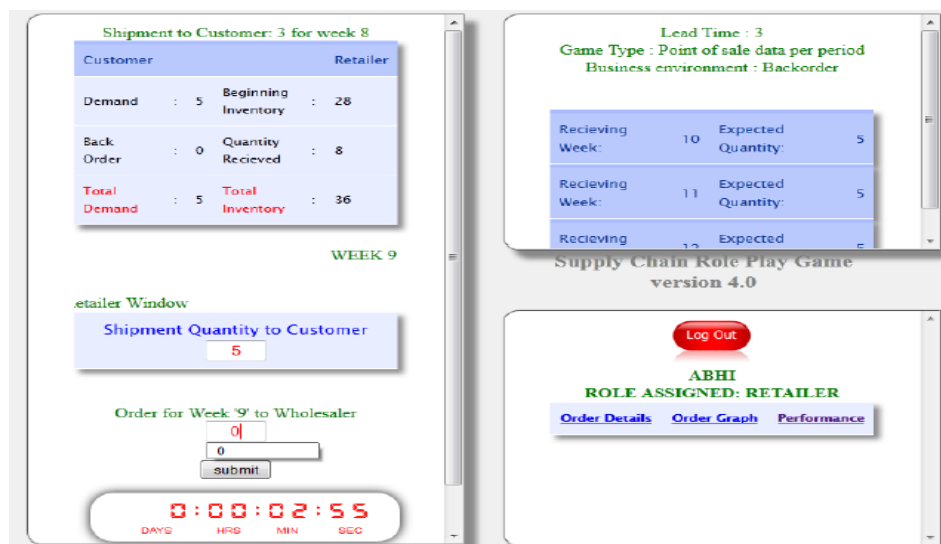 Shipment to Customer: 3 for week 8
Customer Retailer
Demand : 5 Beginning Inventory : 28
Back Order : 0 Quantity Recieved : 8
Total Demand : 5 Total Inventory : 36
WEEK 9
etailer Window
Shipment Quantity to Customer
5
Order for Week '9' to Wholesaler
0
0
submit
0:00:02:55
DAYS HRS MIN SEC
Lead Time : 3
Game Type : Point of sale data per period
Business environment : Backorder
Recieving Week: 10 Expected Quantity: 5
Recieving Week: 11 Expected Quantity: 5
Recieving 12 Expected 5
Supply Chain Role Play Game
version 4.0
Log Out
ABHI
ROLE ASSIGNED: RETAILER
Order Details Order Graph Performance